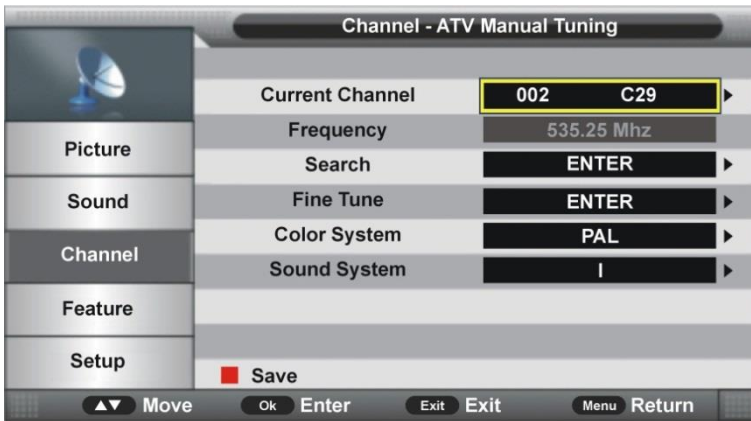 Channel - ATV Manual Tuning
Picture
Sound
Channel
Feature
Setup
Current Channel 002 C29
Frequency 535.25 Mhz
Search ENTER
Fine Tune ENTER
Color System PAL
Sound System I
Save
Move Ok Enter Exit Exit Menu Return